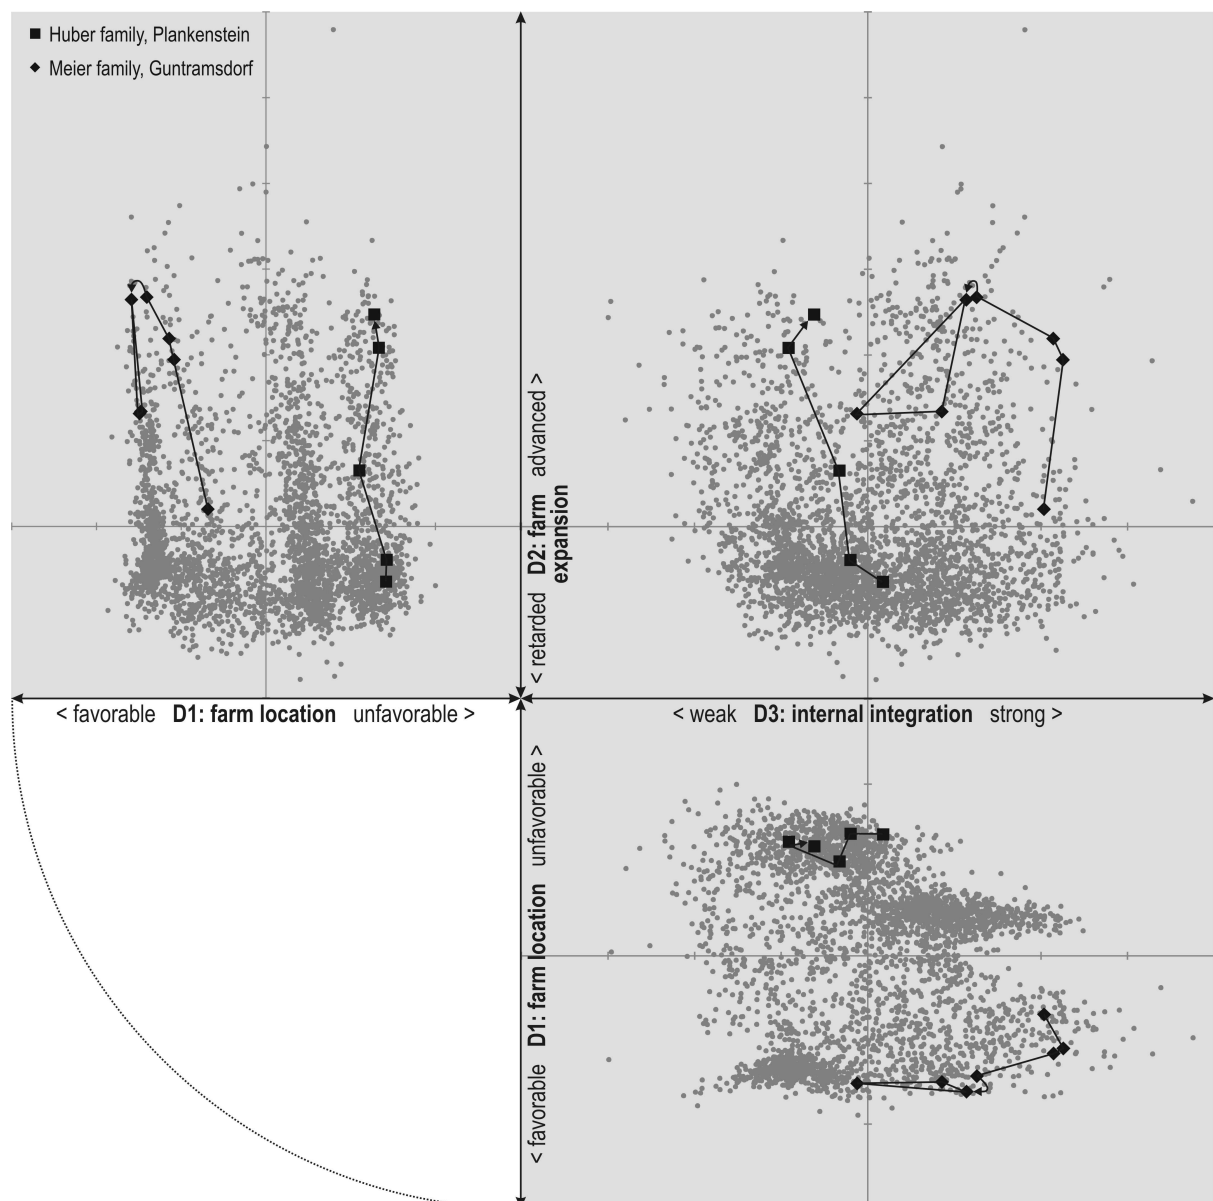 Huber family, Plankenstein
Meier family, Guntramsdorf
< retarded D2: farm advanced >
expansion
< favorable D1: farm location unfavorable >
< weak D3: internal integration strong >
< favorable D1: farm location unfavorable >